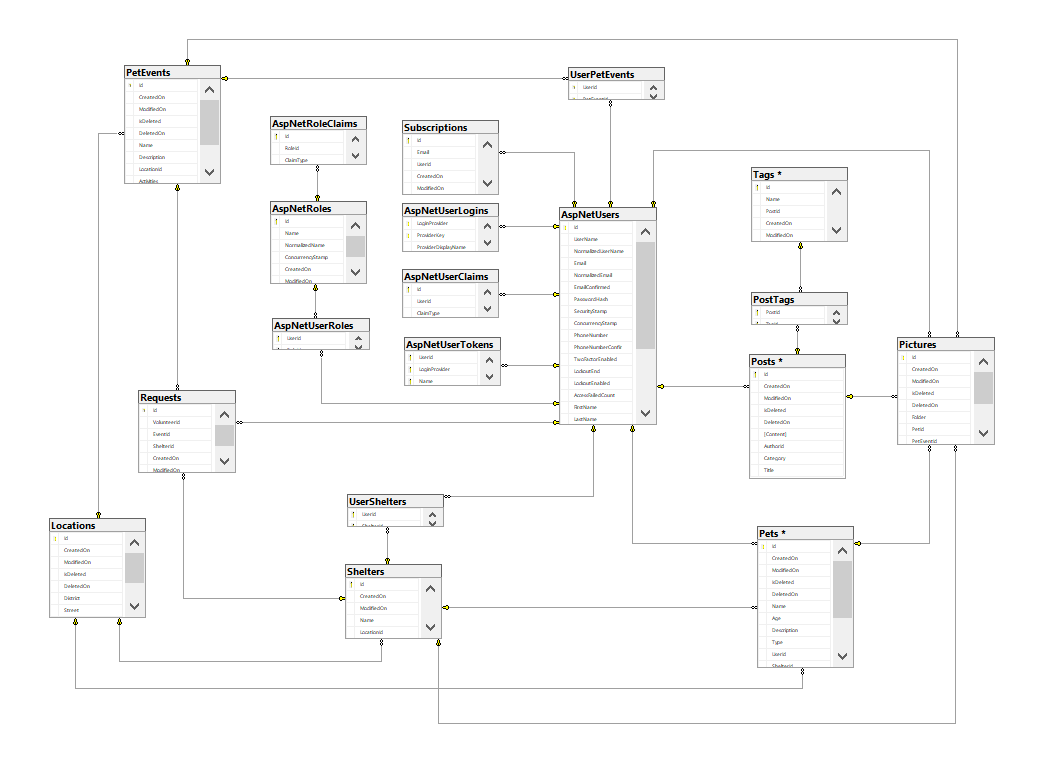 PetEvents
Id
CreatedOn
ModifiedOn
IsDeleted
DeletedOn
Name
Description
LocationId
Activities
UserPetEvents
UserId
AspNetRoleClaims
Id
RoleId
ClaimType
Subscriptions
Id
Email
UserId
CreatedOn
ModifiedOn
Tags *
Id
Name
PostId
CreatedOn
ModifiedOn
AspNetRoles
Id
Name
NormalizedName
ConcurrencyStamp
CreatedOn
ModifiedOn
AspNetUserLogins
LoginProvider
ProviderKey
ProviderDisplayName
AspNetUsers
Id
UserName
NormalizedUserName
Email
NormalizedEmail
EmailConfirmed
PasswordHash
SecurityStamp
ConcurrencyStamp
PhoneNumber
PhoneNumberConfir
TwoFactorEnabled
LockoutEnd
LockoutEnabled
AccessFailedCount
FirstName
LastName
AspNetUserClaims
Id
UserId
ClaimType
PostTags
PostId
AspNetUserRoles
UserId
AspNetUserTokens
UserId
LoginProvider
Name
Pictures
Id
CreatedOn
ModifiedOn
IsDeleted
DeletedOn
Folder
PetId
PetEventId
Posts *
Id
CreatedOn
ModifiedOn
IsDeleted
DeletedOn
[Content]
AuthorId
Category
Title
Requests
Id
VolunteerId
EventId
ShelterId
CreatedOn
ModifiedOn
UserShelters
UserId
Locations
Id
CreatedOn
ModifiedOn
IsDeleted
DeletedOn
District
Street
Pets *
Id
CreatedOn
ModifiedOn
IsDeleted
DeletedOn
Name
Age
Description
Type
UserId
ShelterId
Shelters
Id
CreatedOn
ModifiedOn
Name
LocationId